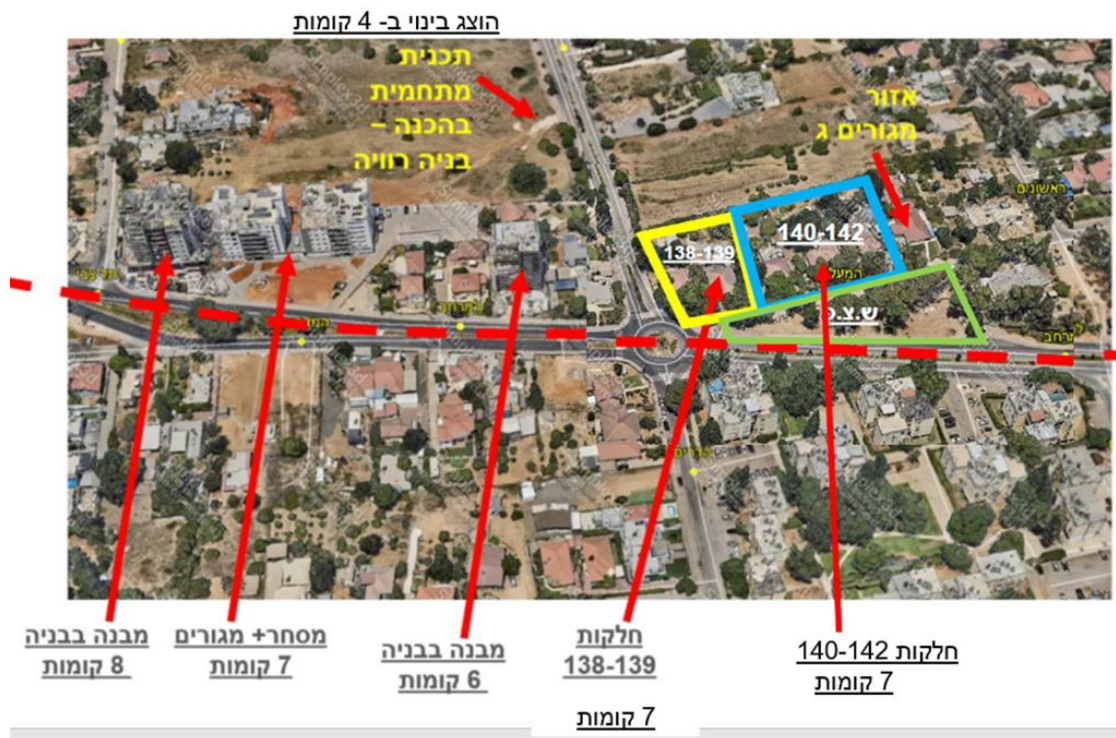 הוצג בינוי ב- 4 קומות
תכנית
מתחמית
בהכנה –
בניה רוויה
אזור
מגורים ג
ראשונים
140-142
138-139
ש.צ.פ
מבנה בבניה
8 קומות
מסחר+ מגורים
7 קומות
מבנה בבניה
6 קומות
חלקות
138-139
7 קומות
חלקות 140-142
7 קומות